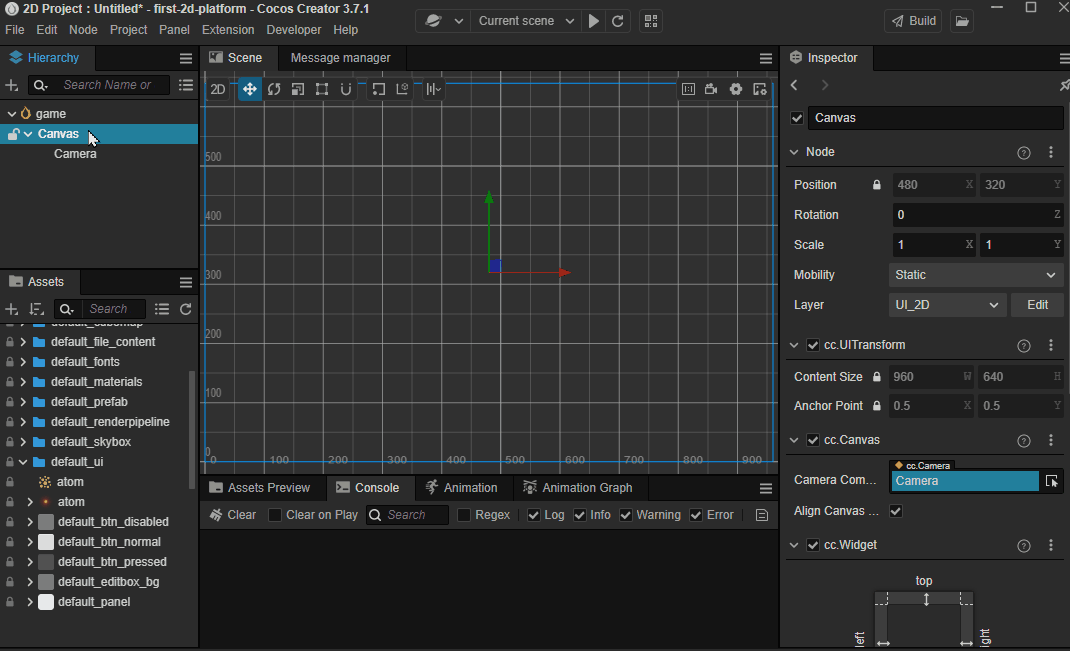 2D Project : Untitled* - first-2d-platform - Cocos Creator 3.7.1
File Edit Node Project Panel Extension Developer Help
Current scene
Build
Hierarchy
Search Name or
game
Canvas
Camera
Assets
Search
default_cubemap
default_file_content
default_fonts
default_materials
default_prefab
default_renderpipeline
default_skybox
default_ui
atom
atom
default_btn_disabled
default_btn_normal
default_btn_pressed
default_editbox_bg
default_panel
Scene Message manager
2D
500
400
300
200
100
0
0 100 200 300 400 500 600 700 800 900
Assets Preview Console Animation Animation Graph
Clear Clear on Play Search Regex Log Info Warning Error
Inspector
Canvas
Node
Position 480 X 320 Y
Rotation 0 Z
Scale 1 X 1 Y
Mobility Static
Layer UI_2D Edit
cc.UITransform
Content Size 960 W 640 H
Anchor Point 0.5 X 0.5 Y
cc.Canvas
cc.Camera
Camera Com... Camera
Align Canvas ...
cc.Widget
top
left